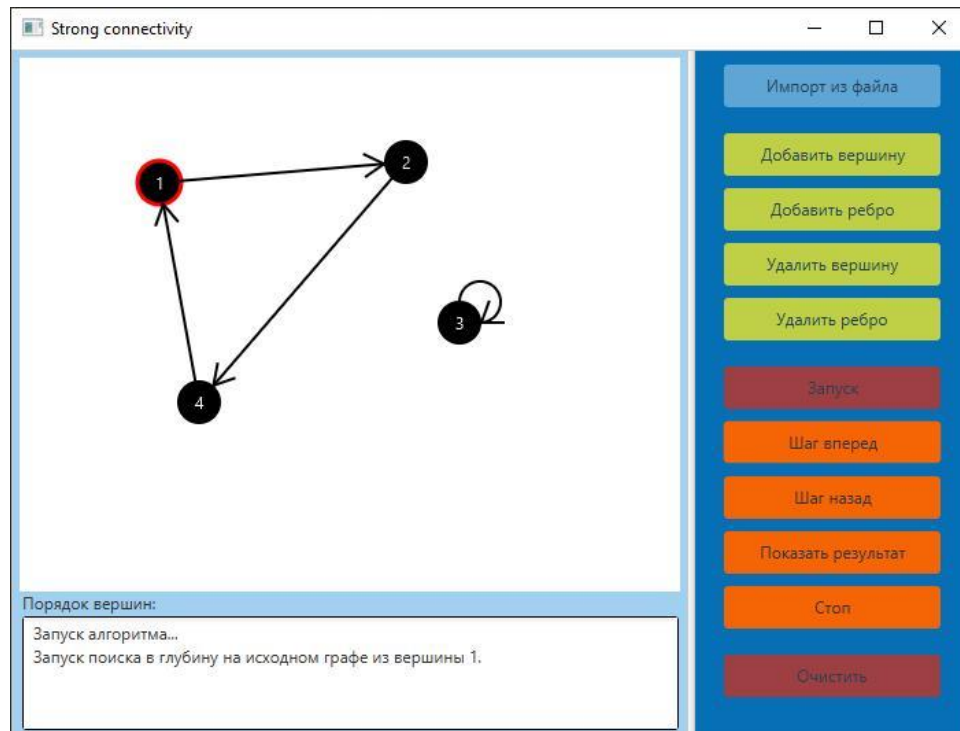 Strong connectivity
1
2
3
4
Порядок вершин:
Запуск алгоритма...
Запуск поиска в глубину на исходном графе из вершины 1.
Импорт из файла
Добавить вершину
Добавить ребро
Удалить вершину
Удалить ребро
Запуск
Шаг вперед
Шаг назад
Показать результат
Стоп
Очистить